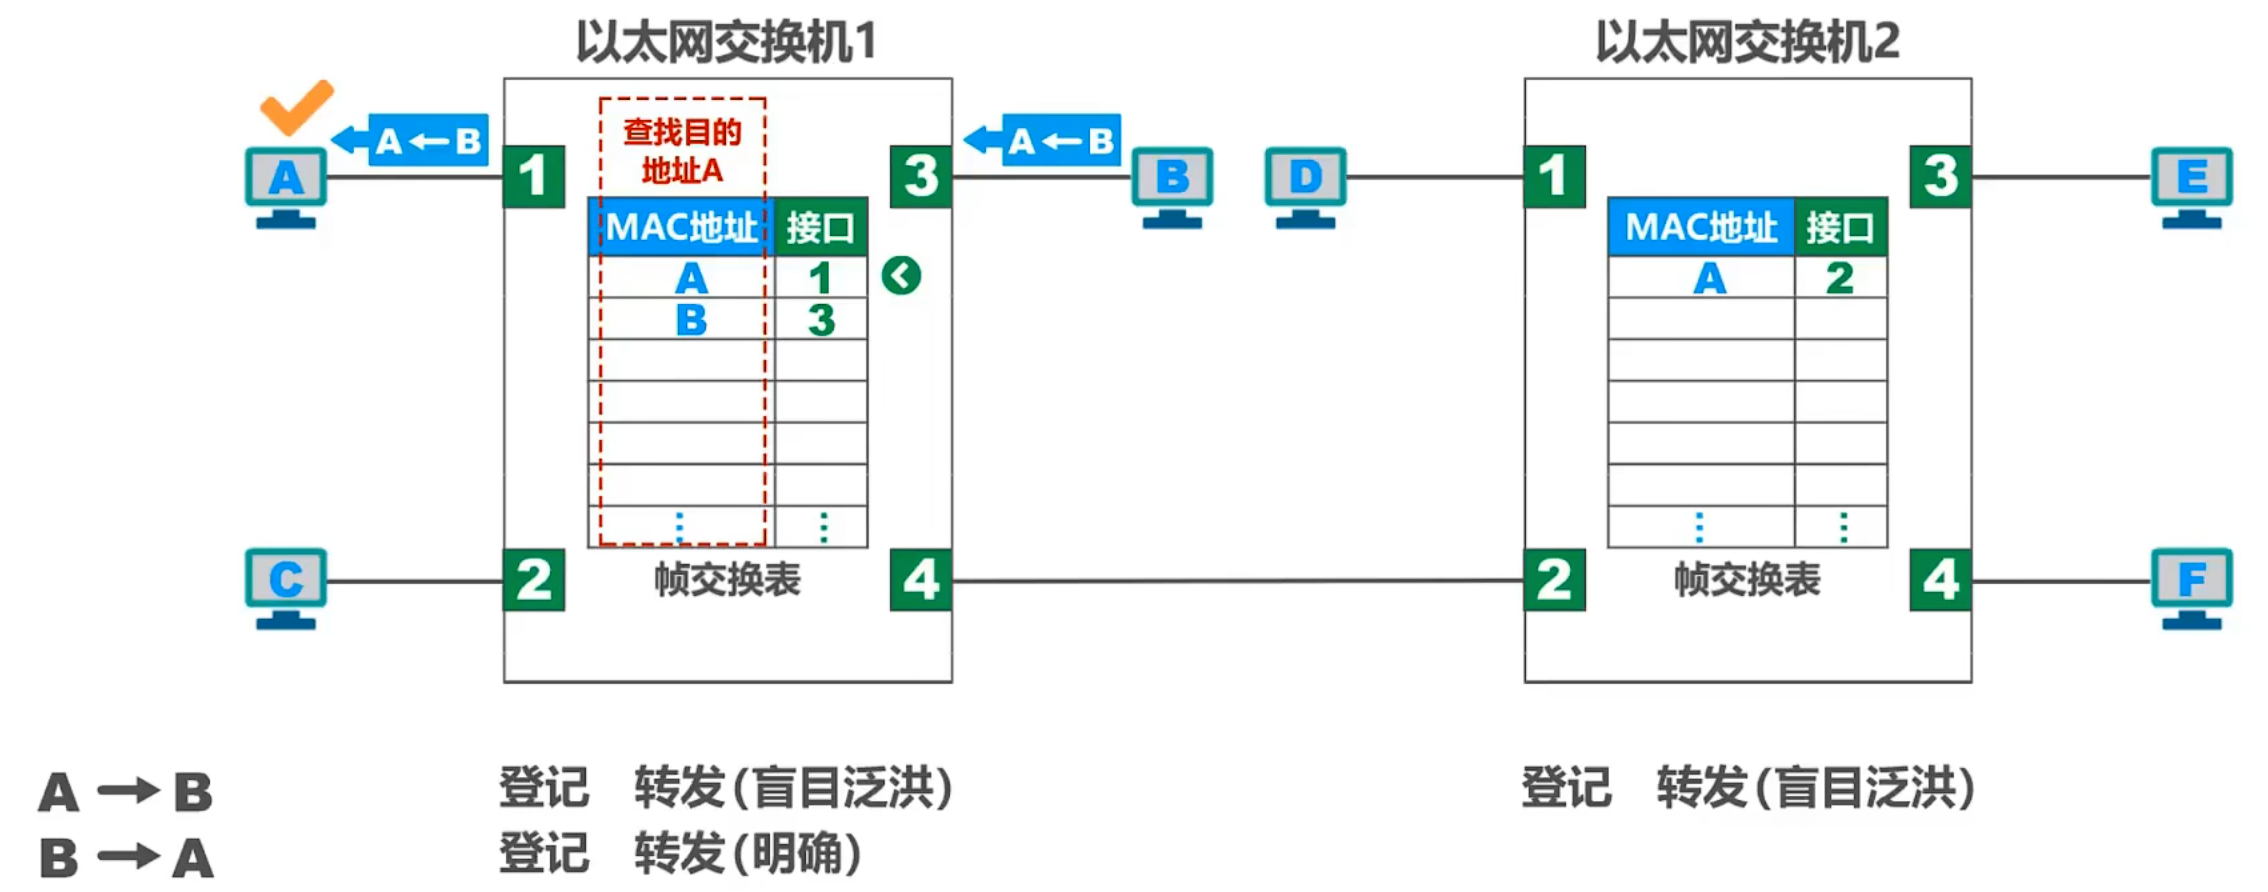 以太网交换机1
以太网交换机2
查找目的
地址A
A ← B
A ← B
A
1
3
B
D
1
3
E
MAC地址 接口
A 1
B 3
⋮ ⋮
MAC地址 接口
A 2
⋮ ⋮
C
2
帧交换表
4
2
帧交换表
4
F
A → B 登记 转发(盲目泛洪) 登记 转发(盲目泛洪)
B → A 登记 转发(明确)